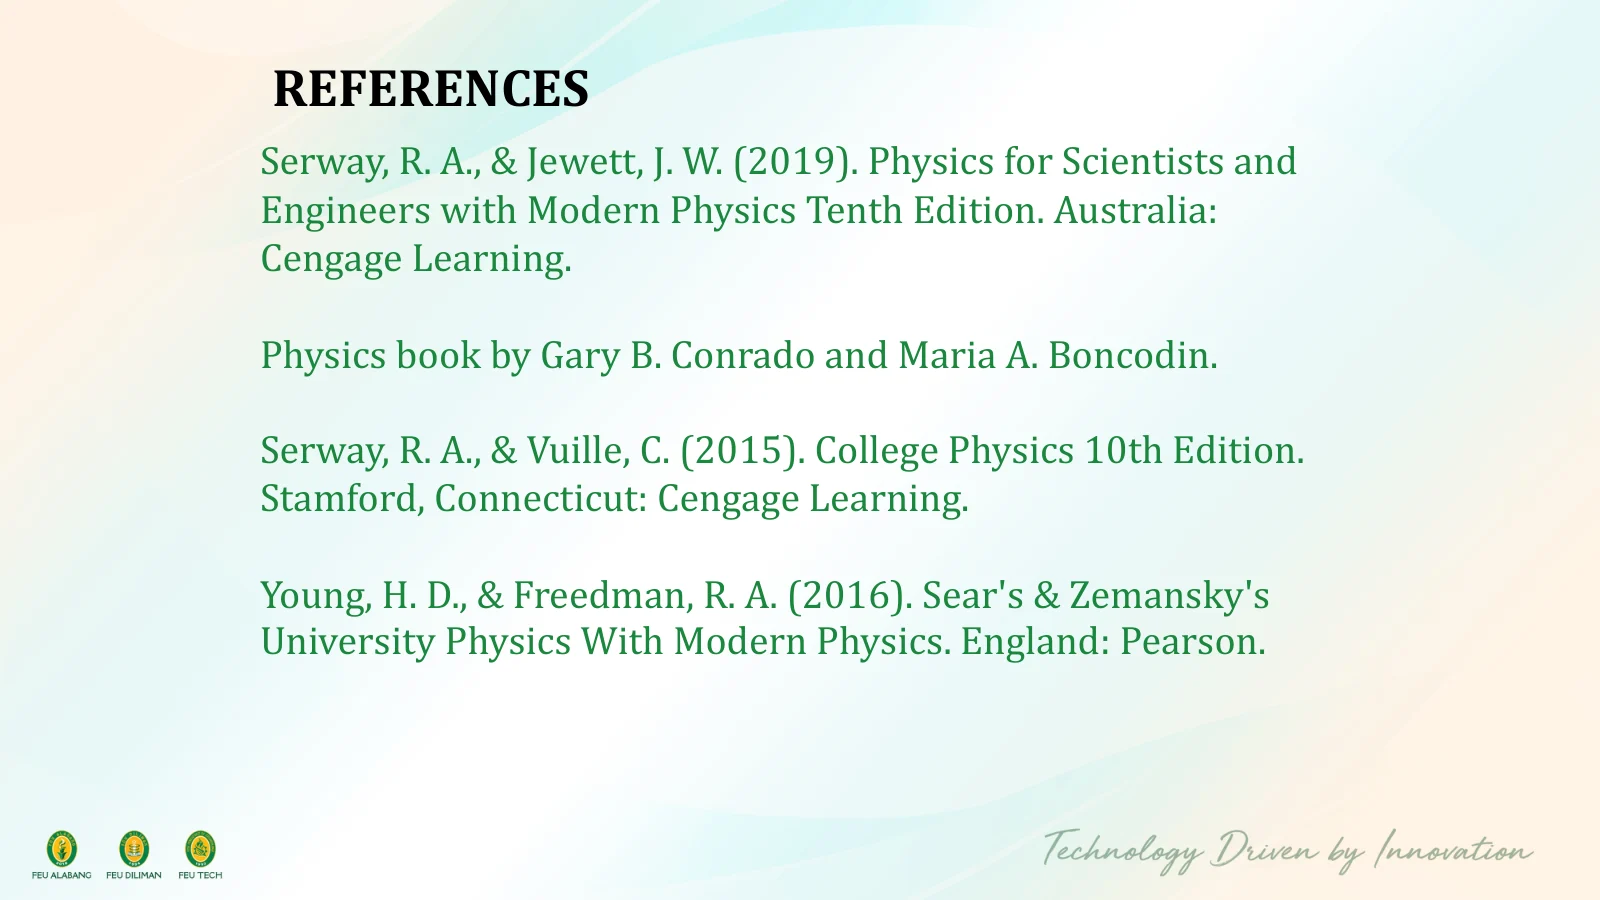 REFERENCES
Serway, R. A., & Jewett, J. W. (2019). Physics for Scientists and
Engineers with Modern Physics Tenth Edition. Australia:
Cengage Learning.
Physics book by Gary B. Conrado and Maria A. Boncodin.
Serway, R. A., & Vuille, C. (2015). College Physics 10th Edition.
Stamford, Connecticut: Cengage Learning.
Young, H. D., & Freedman, R. A. (2016). Sear's & Zemansky's
University Physics With Modern Physics. England: Pearson.
FEU ALABANG FEU DILIMAN FEU TECH
Technology Driven by Innovation